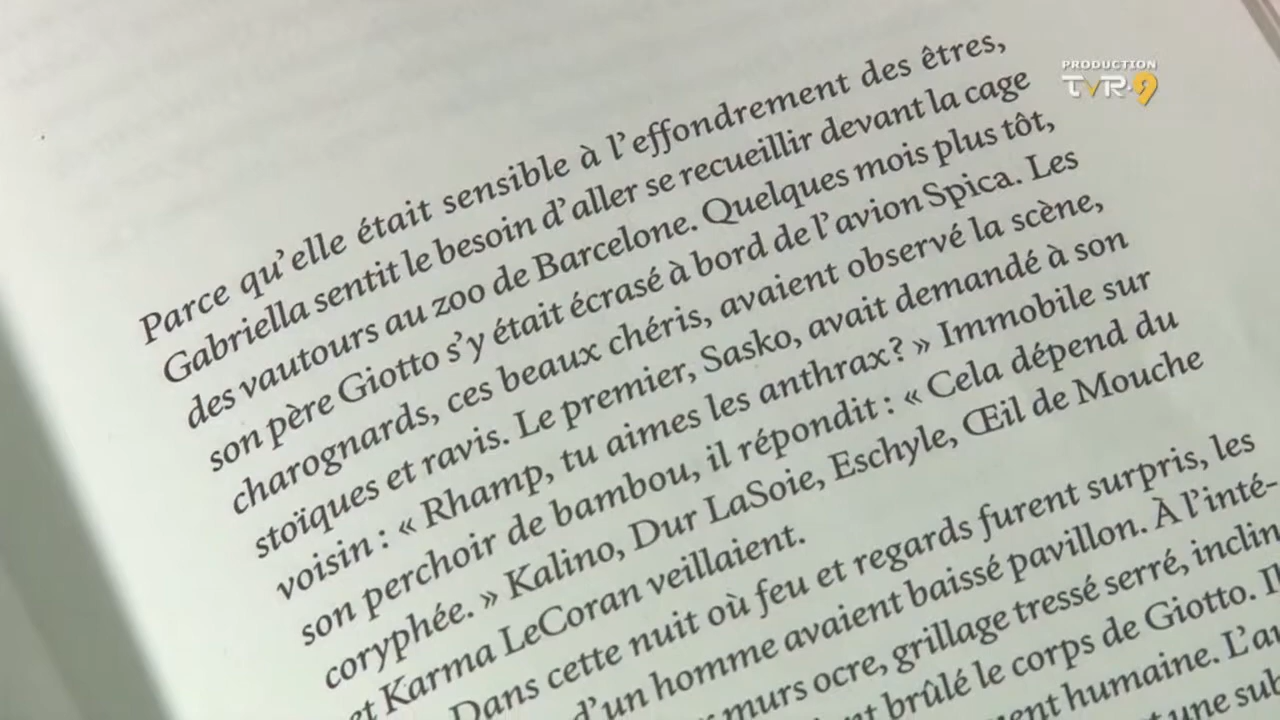 PRODUCTION
TVR9
Parce qu'elle était sensible à l'effondrement des êtres,
Gabriella sentit le besoin d'aller se recueillir devant la cage
des vautours au zoo de Barcelone. Quelques mois plus tôt,
son père Giotto s'y était écrasé à bord de l'avion Spica. Les
charognards, ces beaux chéris, avaient observé la scène,
stoïques et ravis. Le premier, Sasko, avait demandé à son
voisin : « Rhamp, tu aimes les anthrax ? » Immobile sur
son perchoir de bambou, il répondit : « Cela dépend du
coryphée. » Kalino, Dur LaSoie, Eschyle, Œil de Mouche
et Karma LeCoran veillaient.
Dans cette nuit où feu et regards furent surpris, les
d'un homme avaient baissé pavillon. À l'inté-
murs ocre, grillage tressé serré, inclin
brûlé le corps de Giotto. Il
humaine.
une